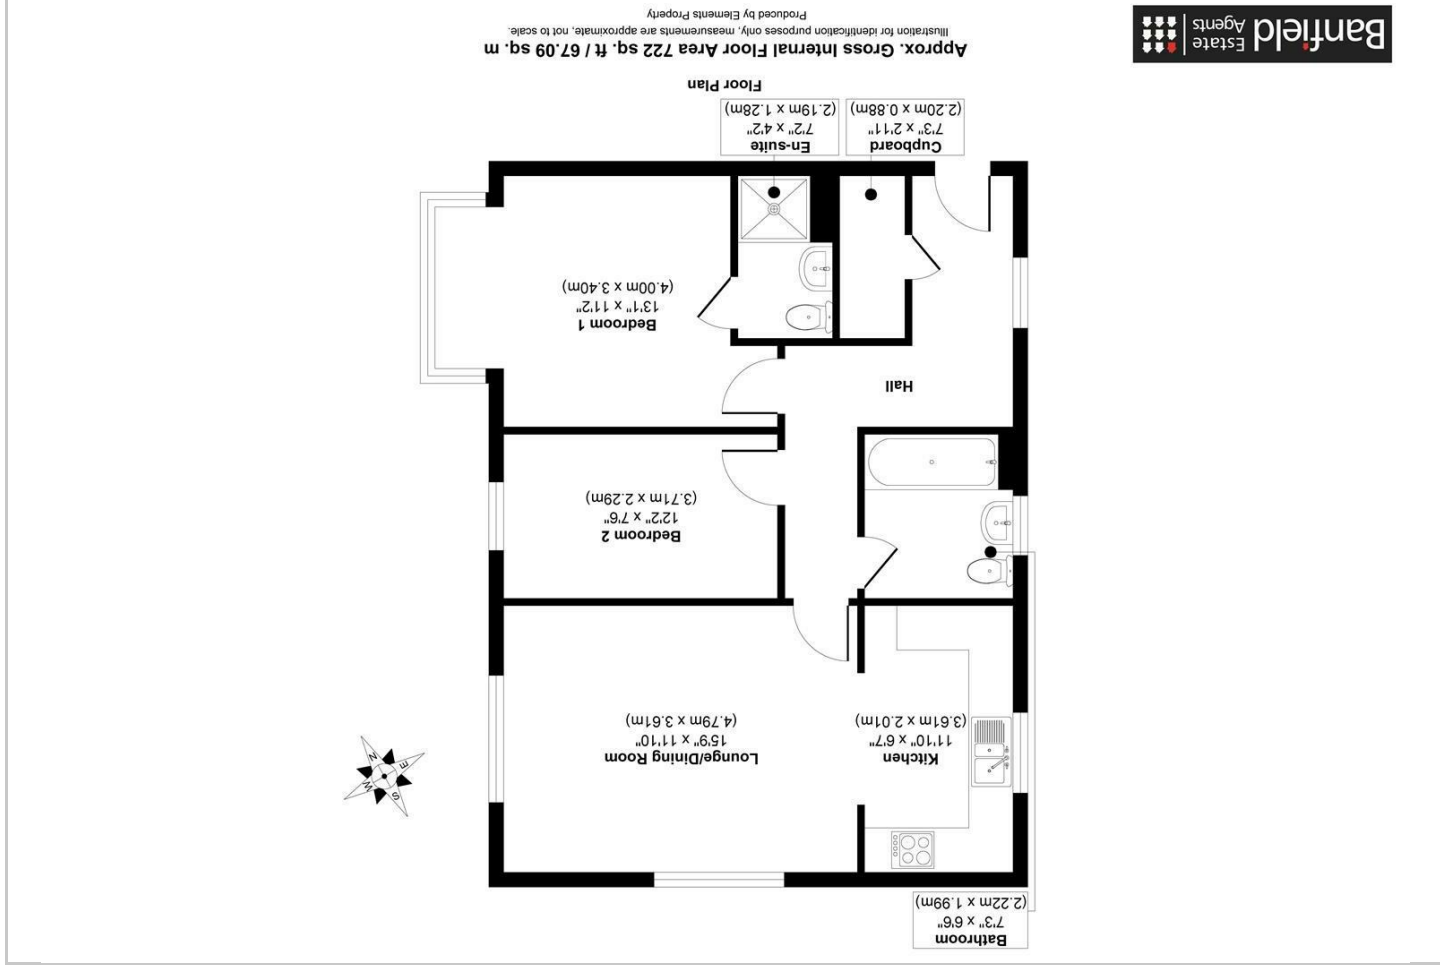 Bathroom
7'3" x 6'6"
(2.22m x 1.99m)
Kitchen
11'10" x 6'7"
(3.61m x 2.01m)
Lounge/Dining Room
15'9" x 11'10"
(4.79m x 3.61m)
S
W
E
N
Bedroom 2
12'2" x 7'6"
(3.71m x 2.29m)
Hall
Bedroom 1
13'1" x 11'2"
(4.00m x 3.40m)
Cupboard
7'3" x 2'11"
(2.20m x 0.88m)
En-suite
7'2" x 4'2"
(2.19m x 1.28m)
Floor Plan
Approx. Gross Internal Floor Area 722 sq. ft / 67.09 sq. m
Illustration for identification purposes only, measurements are approximate, not to scale.
Produced by Elements Property
Banfield Estate
Agents